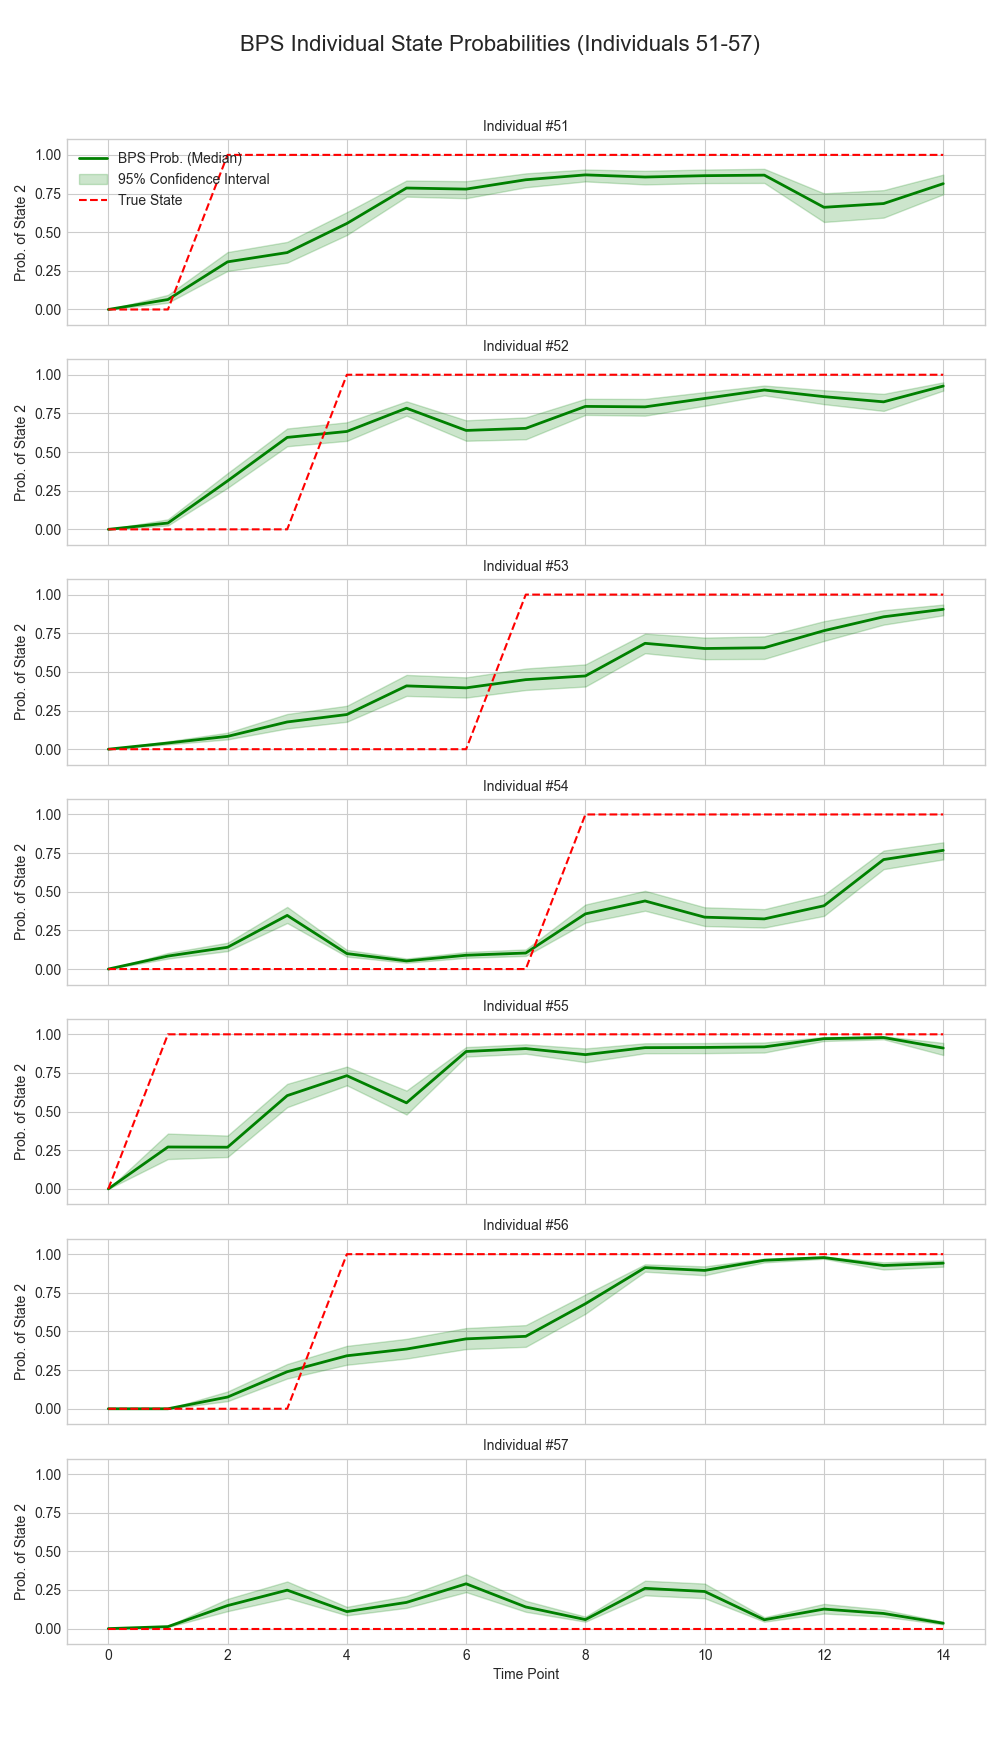 BPS Individual State Probabilities (Individuals 51-57)
Individual #51
1.00
0.75
0.50
0.25
0.00
Prob. of State 2
BPS Prob. (Median)
95% Confidence Interval
True State
Individual #52
1.00
0.75
0.50
0.25
0.00
Prob. of State 2
Individual #53
1.00
0.75
0.50
0.25
0.00
Prob. of State 2
Individual #54
1.00
0.75
0.50
0.25
0.00
Prob. of State 2
Individual #55
1.00
0.75
0.50
0.25
0.00
Prob. of State 2
Individual #56
1.00
0.75
0.50
0.25
0.00
Prob. of State 2
Individual #57
1.00
0.75
0.50
0.25
0.00
Prob. of State 2
0 2 4 6 8 10 12 14
Time Point